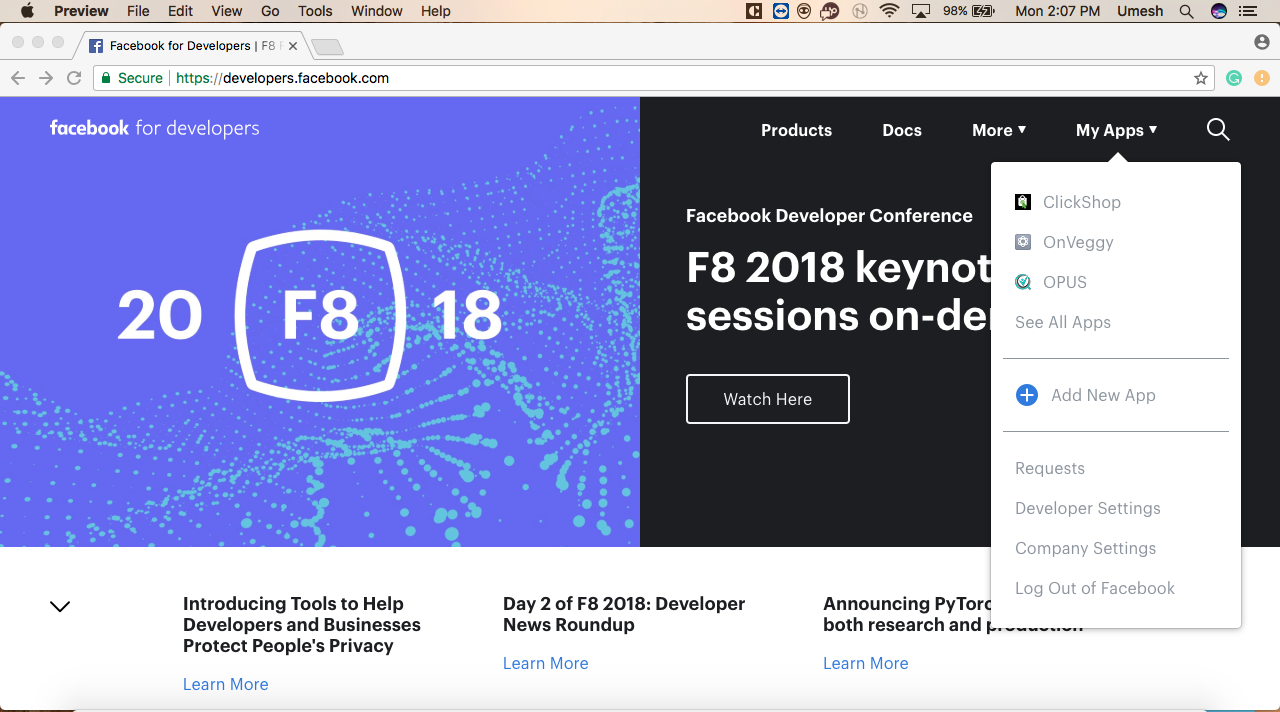 Preview File Edit View Go Tools Window Help 98% Mon 2:07 PM Umesh
Facebook for Developers | F8
Secure https://developers.facebook.com
facebook for developers
Products Docs More My Apps
20 F8 18
Facebook Developer Conference
F8 2018 keynot
sessions on-de
Watch Here
ClickShop
OnVeggy
OPUS
See All Apps
Add New App
Requests
Developer Settings
Company Settings
Log Out of Facebook
Introducing Tools to Help
Developers and Businesses
Protect People's Privacy
Learn More
Day 2 of F8 2018: Developer
News Roundup
Learn More
Announcing PyTorc
both research and production
Learn More